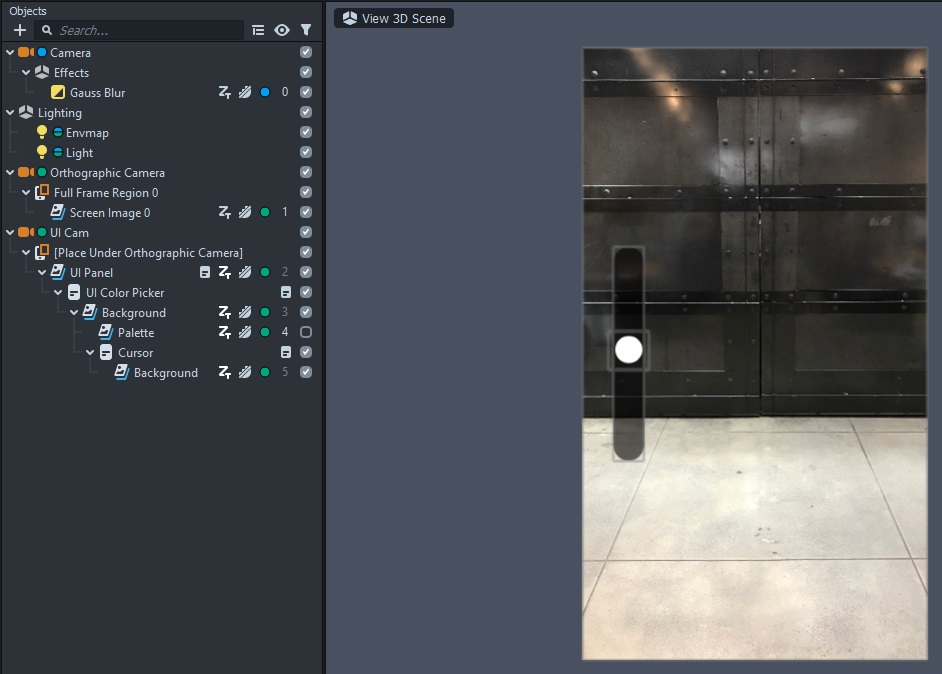 Objects
Search...
View 3D Scene
Camera
Effects
Gauss Blur 0
Lighting
Envmap
Light
Orthographic Camera
Full Frame Region 0
Screen Image 0 1
UI Cam
[Place Under Orthographic Camera]
UI Panel 2
UI Color Picker
Background 3
Palette 4
Cursor
Background 5